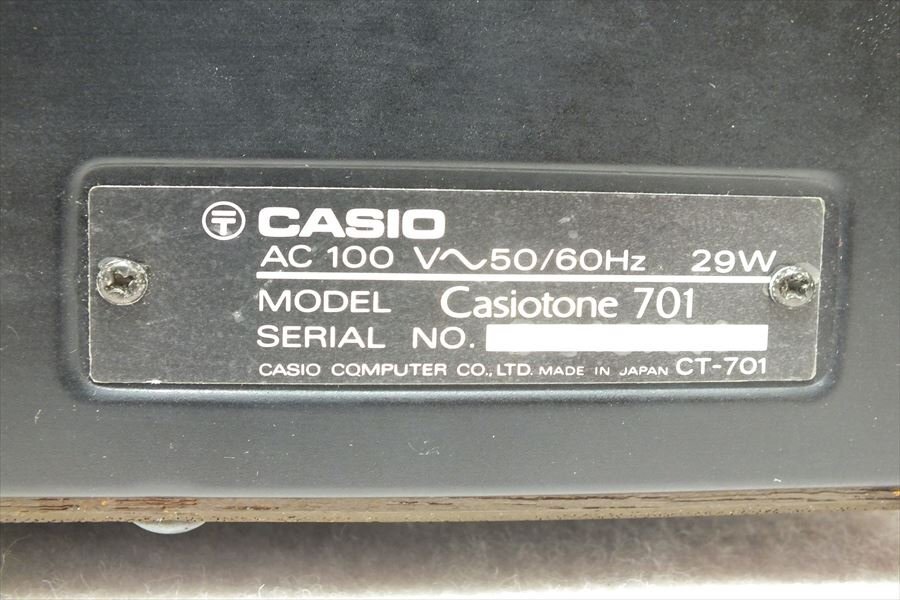 CASIO
AC 100 V～50/60Hz 29W
MODEL Casiotone 701
SERIAL NO.
CASIO COMPUTER CO., LTD. MADE IN JAPAN CT-701